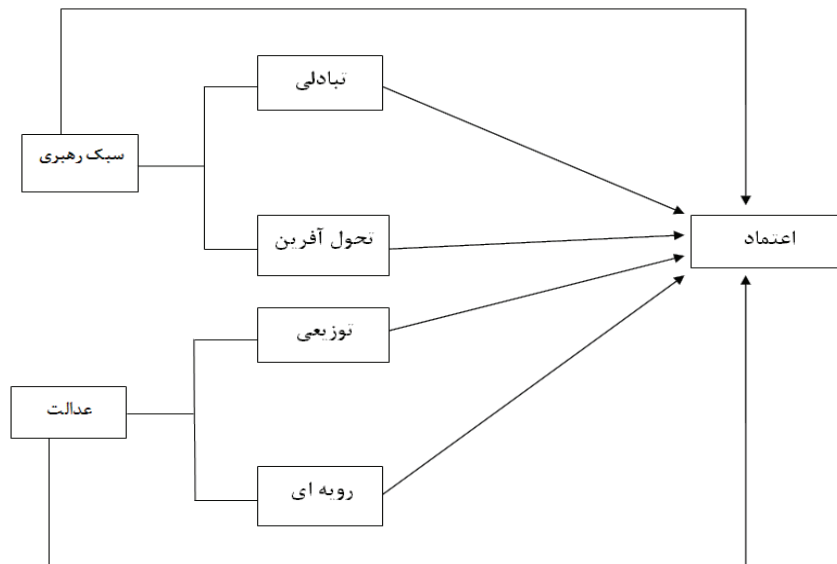 تبادلی
سبک رهبری
تحول آفرین
اعتماد
توزیعی
عدالت
رویه ای